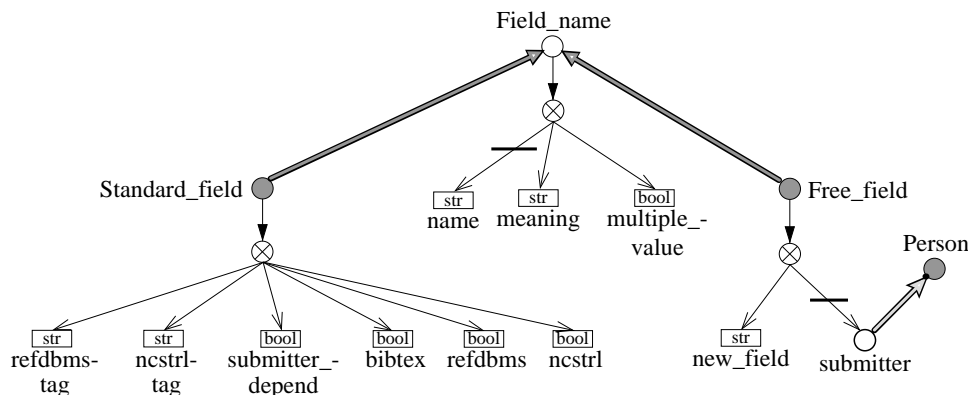 Field_name
Standard_field
Free_field
str
str
bool
name
meaning
multiple_-
value
Person
str
str
bool
bool
bool
bool
str
refdbms-
tag
ncstrl-
tag
submitter_-
depend
bibtex
refdbms
ncstrl
new_field
submitter